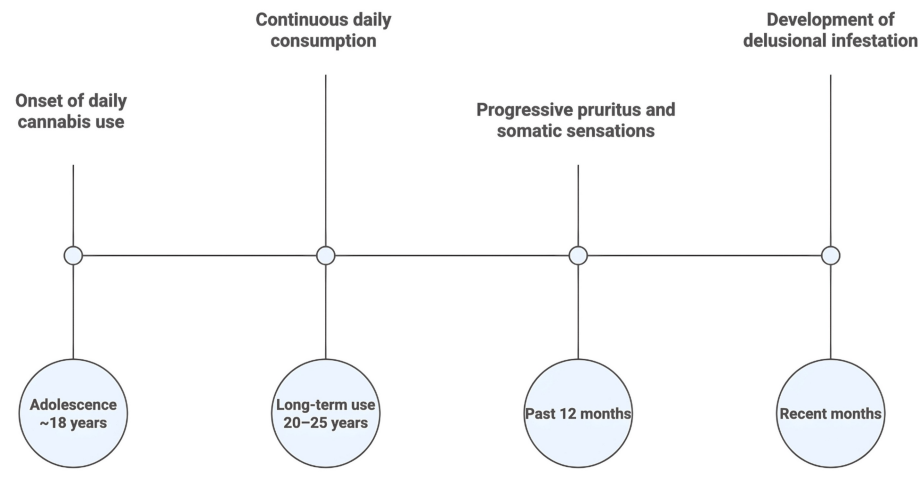 Onset of daily
cannabis use
Continuous daily
consumption
Progressive pruritus and
somatic sensations
Development of
delusional infestation
Adolescence
~18 years
Long-term use
20–25 years
Past 12 months
Recent months